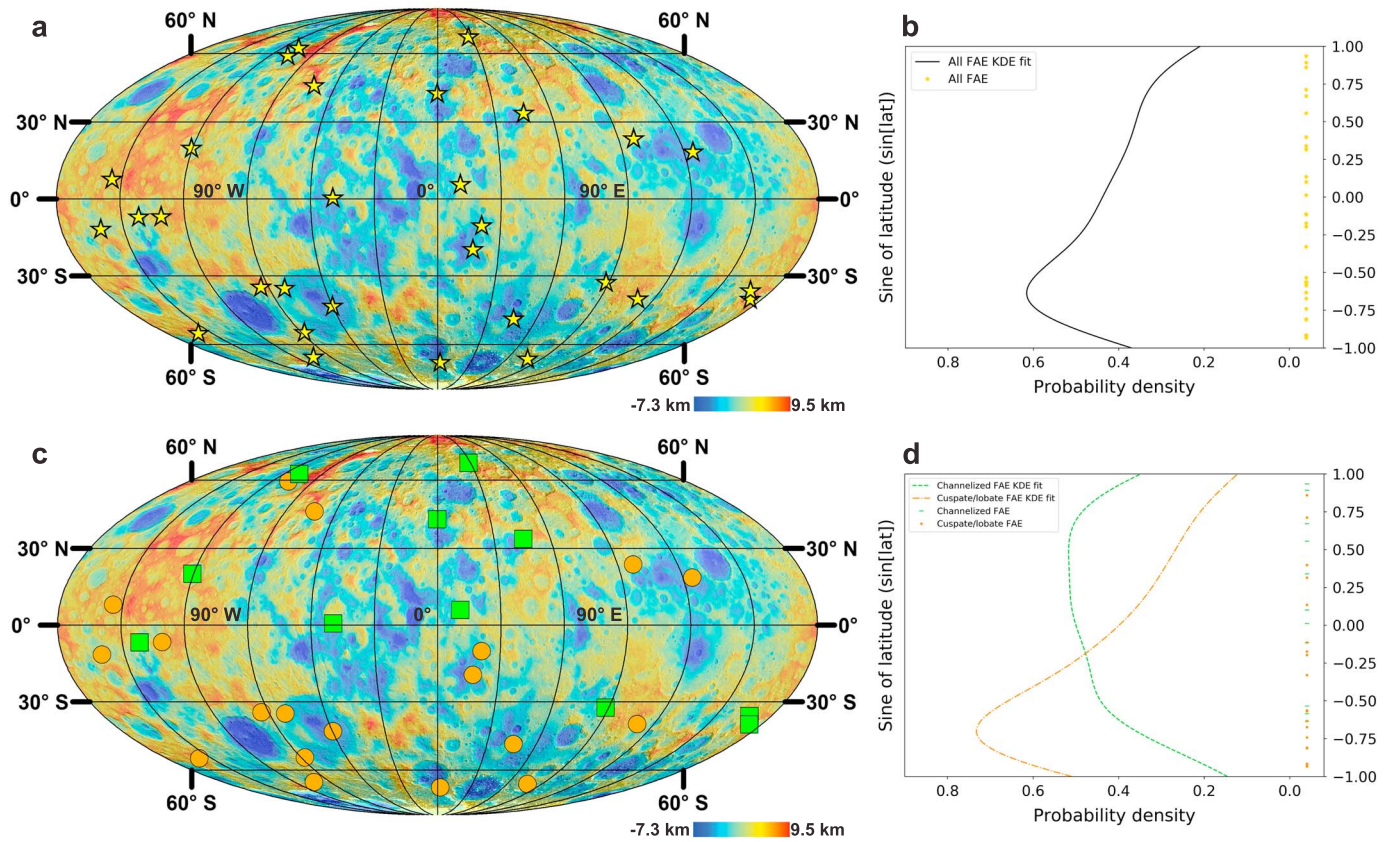 a
60° N
60° N
30° N
30° N
90° W
0°
90° E
0°
0°
30° S
30° S
60° S
60° S
-7.3 km
9.5 km
b
All FAE KDE fit
All FAE
1.00
0.75
0.50
0.25
0.00
−0.25
−0.50
−0.75
−1.00
Sine of latitude (sin[lat])
0.8
0.6
0.4
0.2
0.0
Probability density
c
60° N
60° N
30° N
30° N
90° W
0°
90° E
0°
0°
30° S
30° S
60° S
60° S
-7.3 km
9.5 km
d
Channelized FAE KDE fit
Cuspate/lobate FAE KDE fit
Channelized FAE
Cuspate/lobate FAE
1.00
0.75
0.50
0.25
0.00
−0.25
−0.50
−0.75
−1.00
Sine of latitude (sin[lat])
0.8
0.6
0.4
0.2
0.0
Probability density